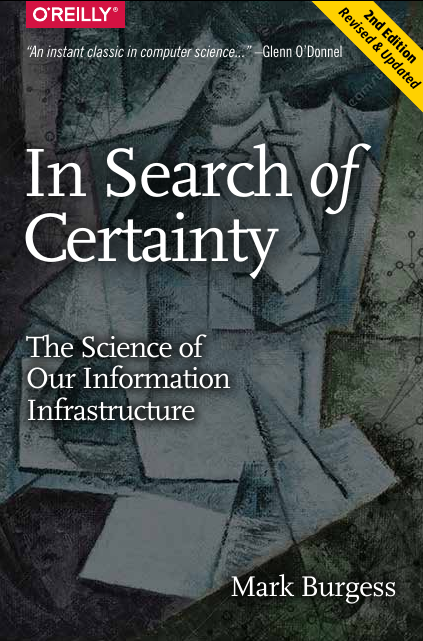 O'REILLY®
"An instant classic in computer science..." –Glenn O'Donnel
2nd Edition
Revised & Updated
In Search of
Certainty
The Science of
Our Information
Infrastructure
Mark Burgess